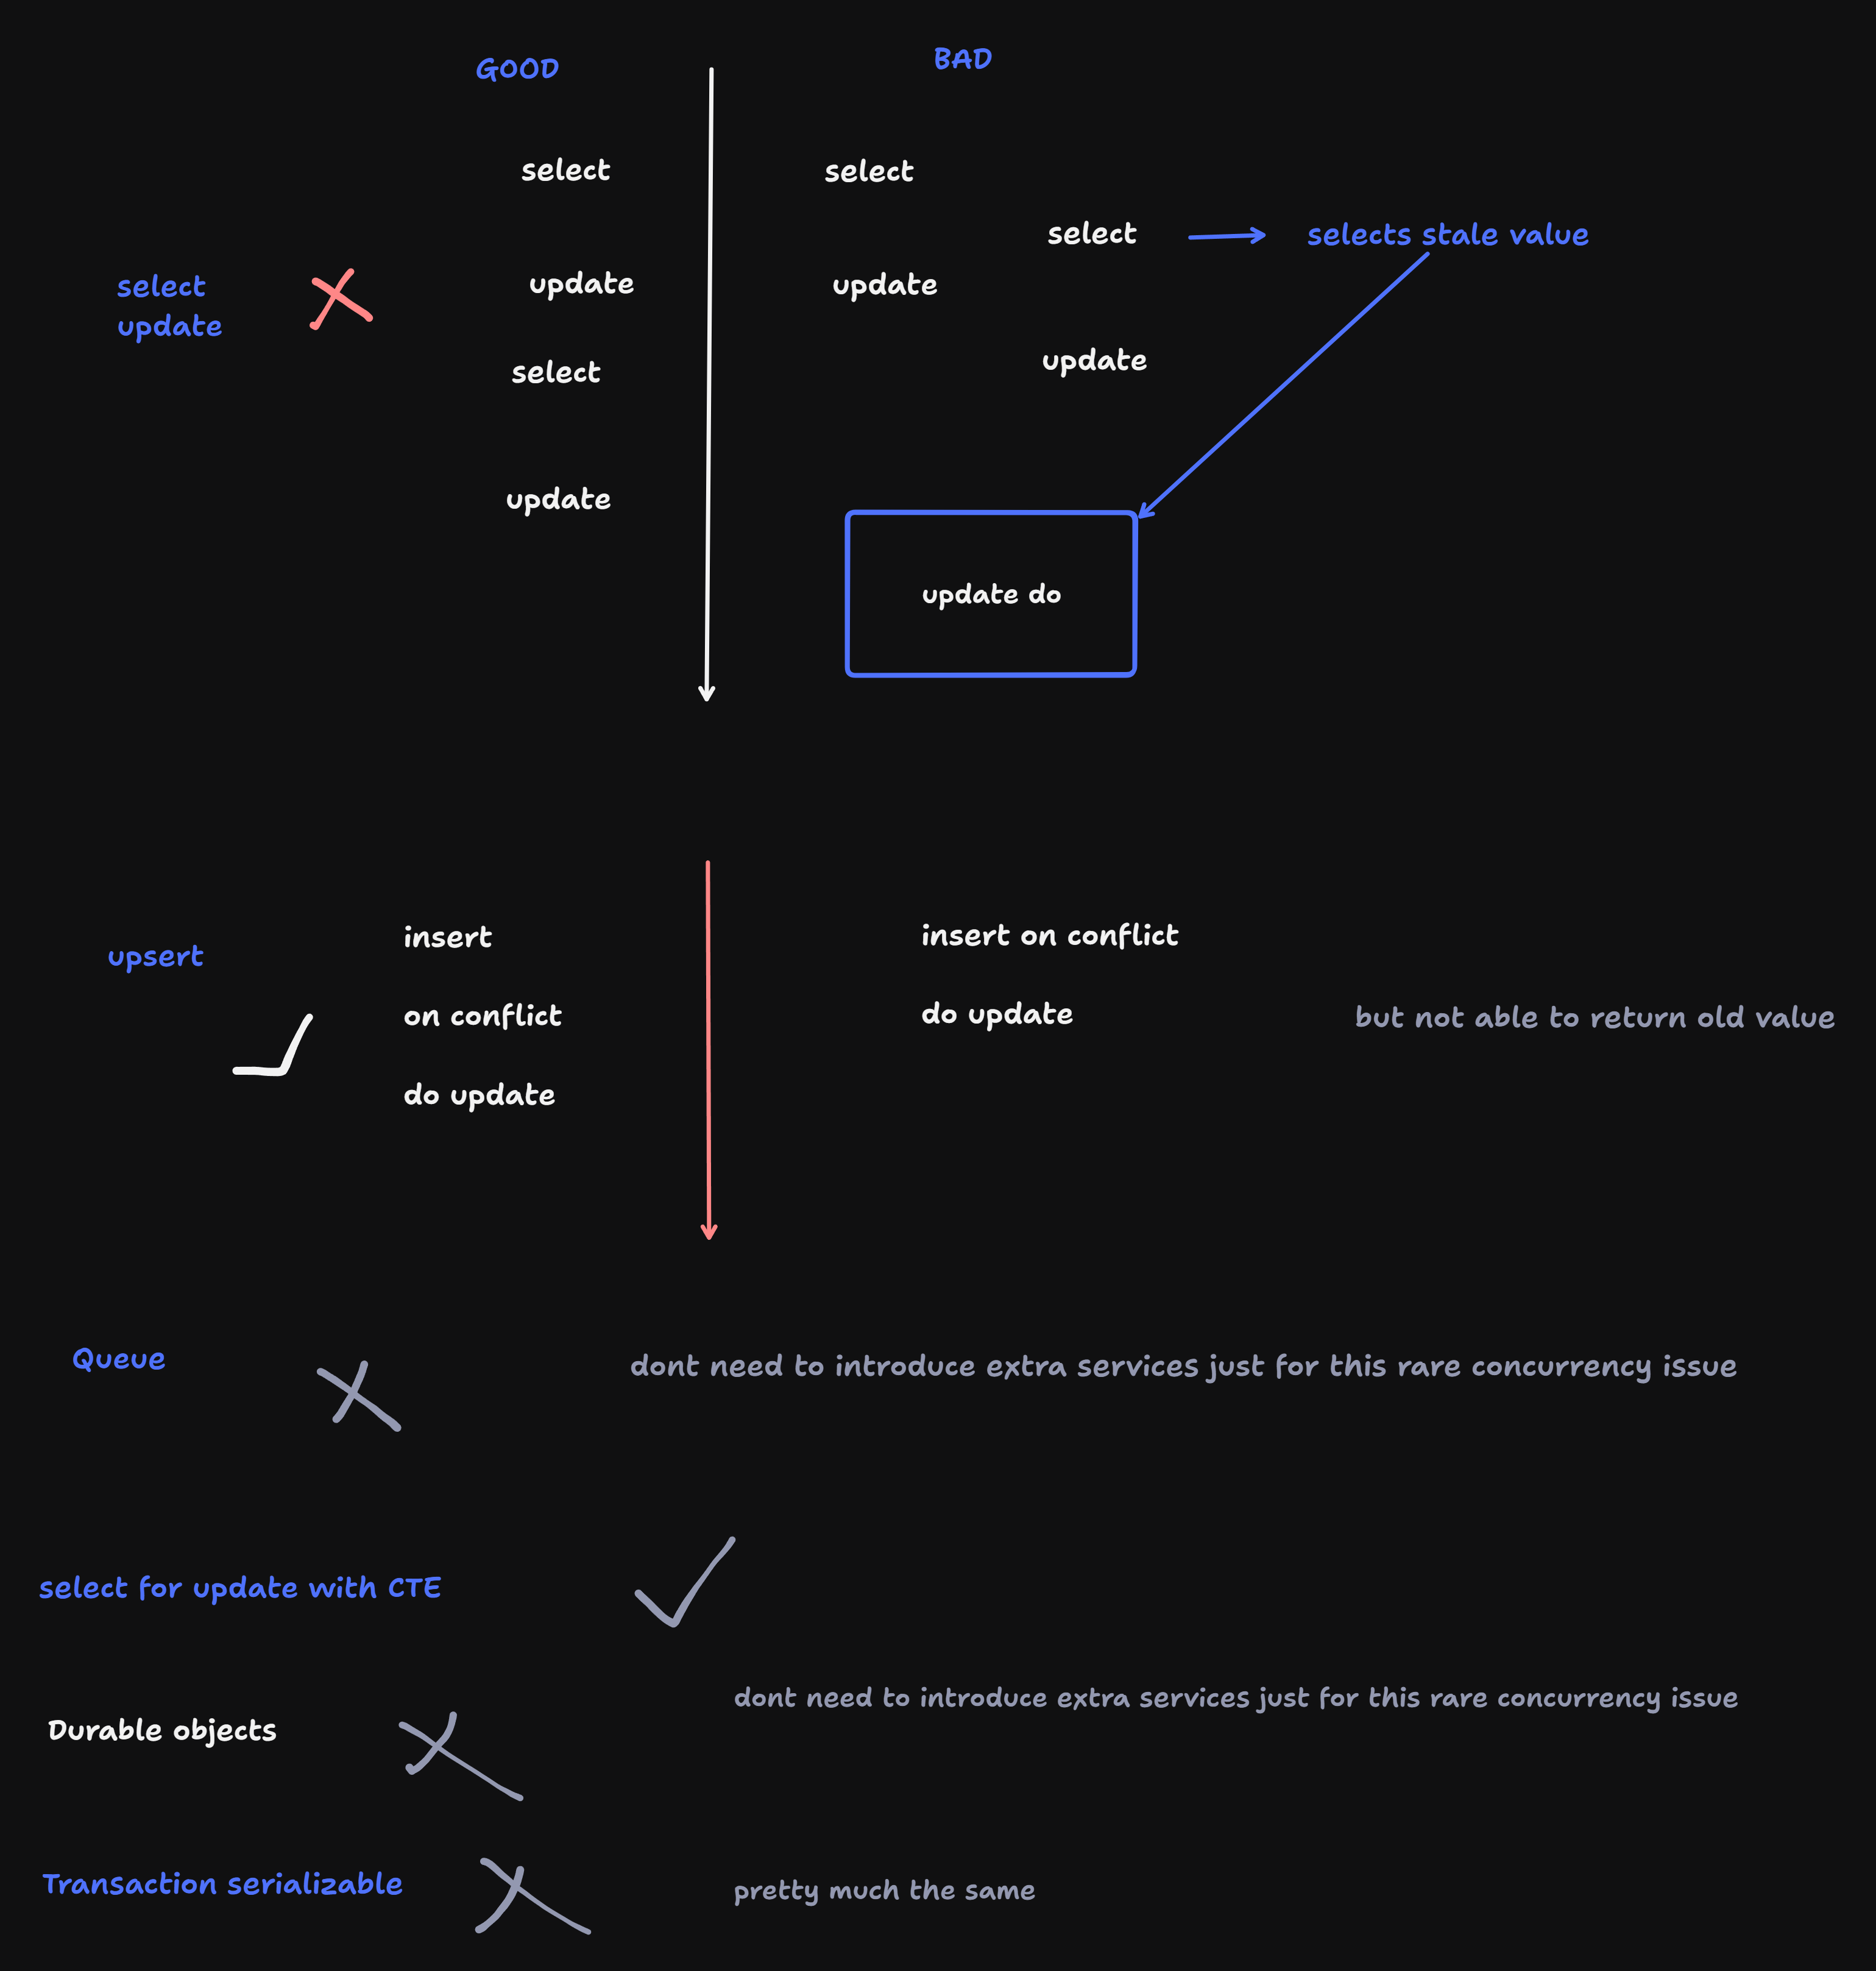 GOOD
BAD
select
select
select
selects stale value
select
update
update
update
select
update
update
update do
upsert
insert
on conflict
do update
insert on conflict
do update
but not able to return old value
Queue
dont need to introduce extra services just for this rare concurrency issue
select for update with CTE
Durable objects
dont need to introduce extra services just for this rare concurrency issue
Transaction serializable
pretty much the same